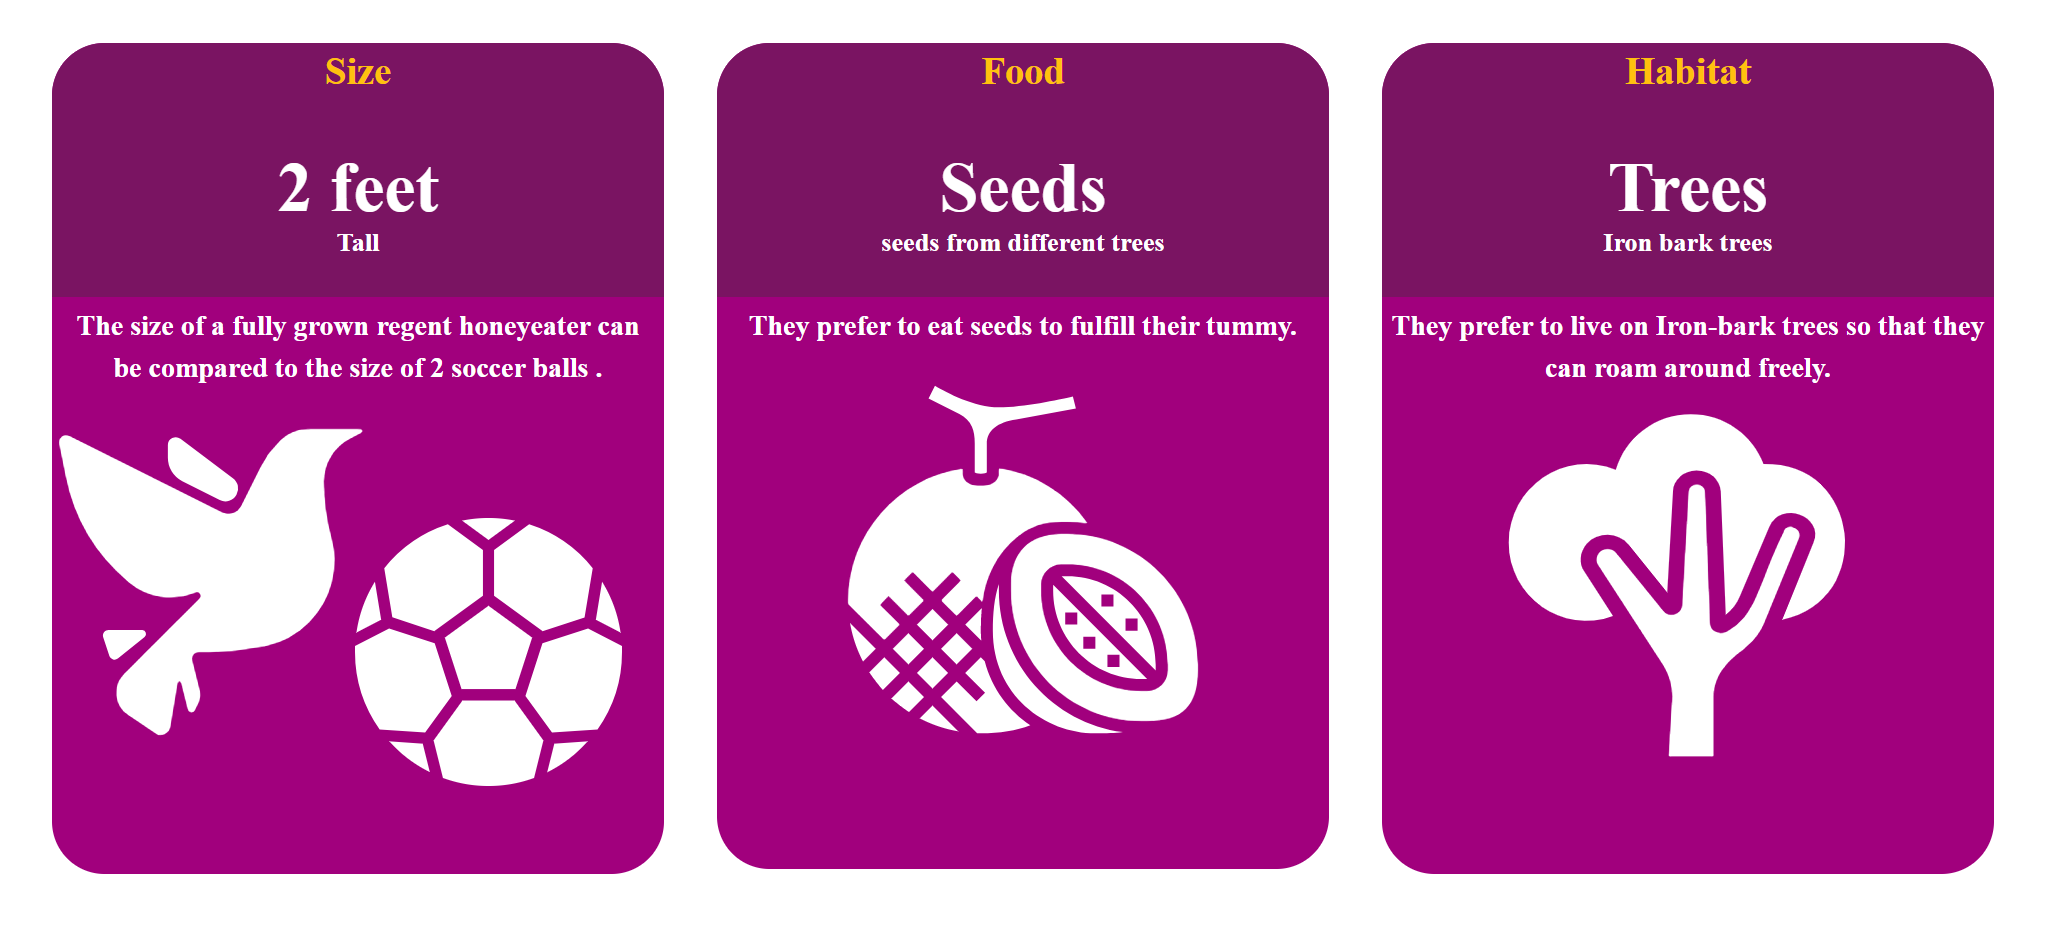 Size
2 feet
Tall
The size of a fully grown regent honeyeater can
be compared to the size of 2 soccer balls .
Food
Seeds
seeds from different trees
They prefer to eat seeds to fulfill their tummy.
Habitat
Trees
Iron bark trees
They prefer to live on Iron-bark trees so that they
can roam around freely.